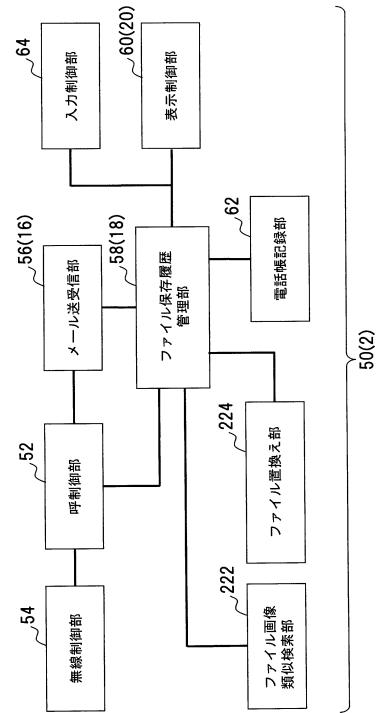 54
無線制御部
52
呼制御部
56(16)
メール送受信部
64
入力制御部
58(18)
ファイル保存履歴
管理部
60(20)
表示制御部
222
ファイル画像
類似検索部
224
ファイル置換え部
62
電話帳記録部
50(2)